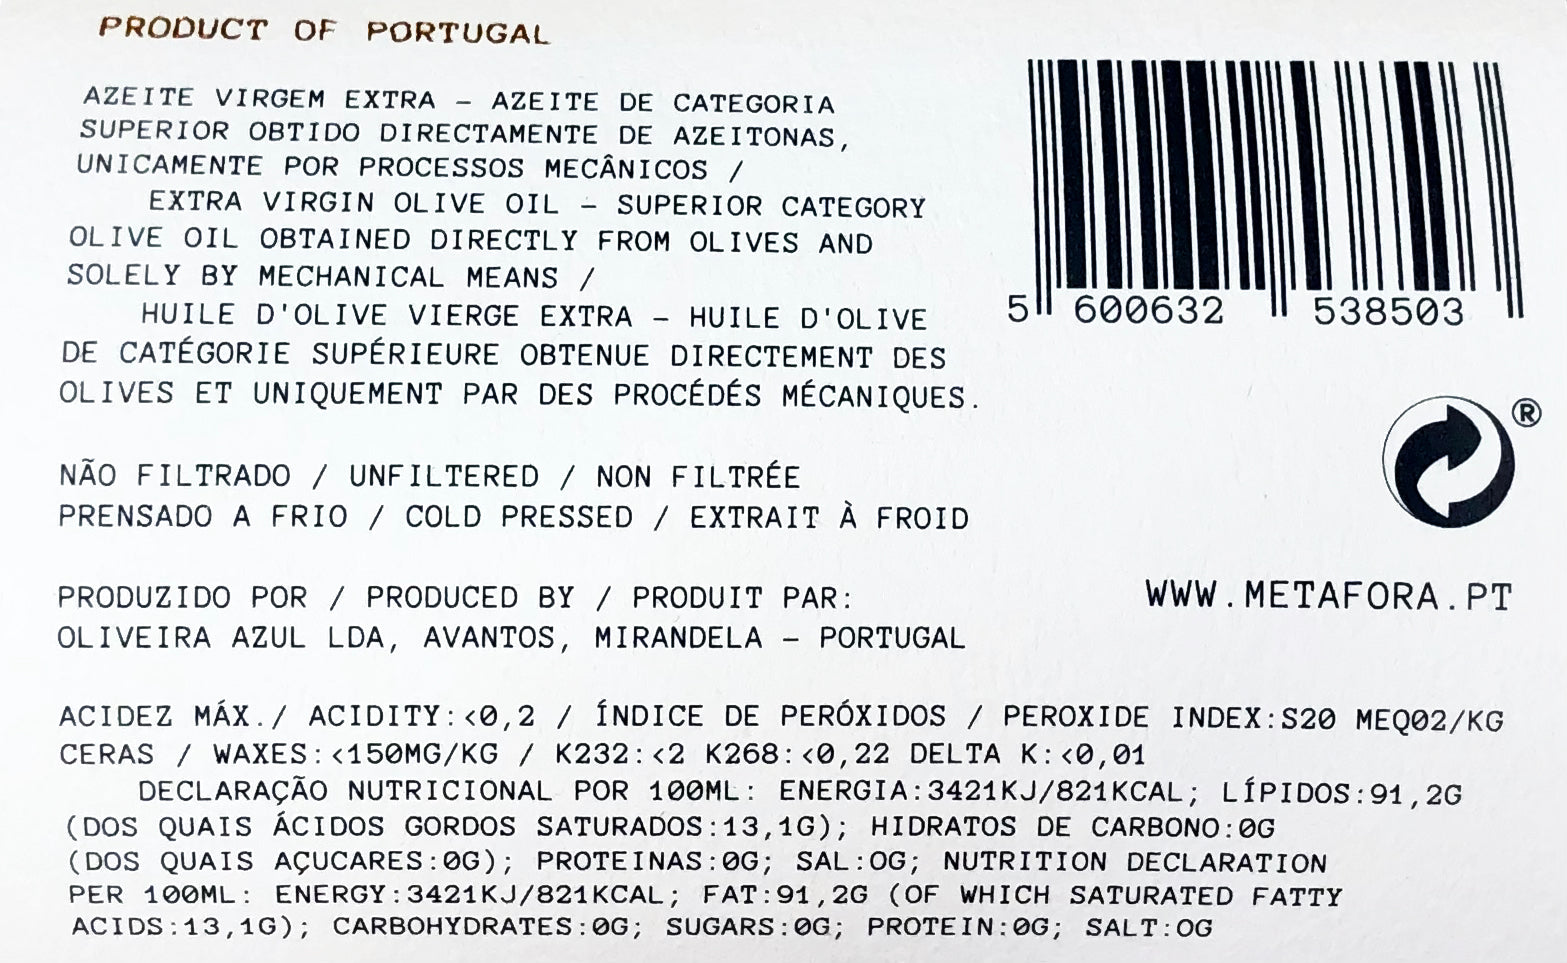 PRODUCT OF PORTUGAL
AZEITE VIRGEM EXTRA – AZEITE DE CATEGORIA
SUPERIOR OBTIDO DIRECTAMENTE DE AZEITONAS,
UNICAMENTE POR PROCESSOS MECÂNICOS /
EXTRA VIRGIN OLIVE OIL – SUPERIOR CATEGORY
OLIVE OIL OBTAINED DIRECTLY FROM OLIVES AND
SOLELY BY MECHANICAL MEANS /
HUILE D'OLIVE VIERGE EXTRA – HUILE D'OLIVE
DE CATÉGORIE SUPÉRIEURE OBTENUE DIRECTEMENT DES
OLIVES ET UNIQUEMENT PAR DES PROCÉDÉS MÉCANIQUES.
5 600632 538503
®
NÃO FILTRADO / UNFILTERED / NON FILTRÉE
PRENSADO A FRIO / COLD PRESSED / EXTRAIT À FROID
PRODUZIDO POR / PRODUCED BY / PRODUIT PAR:
OLIVEIRA AZUL LDA, AVANTOS, MIRANDELA – PORTUGAL
WWW.METAFORA.PT
ACIDEZ MÁX./ ACIDITY:<0,2 / ÍNDICE DE PERÓXIDOS / PEROXIDE INDEX:S20 MEQ02/KG
CERAS / WAXES:<150MG/KG / K232:<2 K268:<0,22 DELTA K:<0,01
DECLARAÇÃO NUTRICIONAL POR 100ML: ENERGIA:3421KJ/821KCAL; LÍPIDOS:91,2G
(DOS QUAIS ÁCIDOS GORDOS SATURADOS:13,1G); HIDRATOS DE CARBONO:0G
(DOS QUAIS AÇUCARES:0G); PROTEINAS:0G; SAL:OG; NUTRITION DECLARATION
PER 100ML: ENERGY:3421KJ/821KCAL; FAT:91,2G (OF WHICH SATURATED FATTY
ACIDS:13,1G); CARBOHYDRATES:0G; SUGARS:0G; PROTEIN:0G; SALT:OG